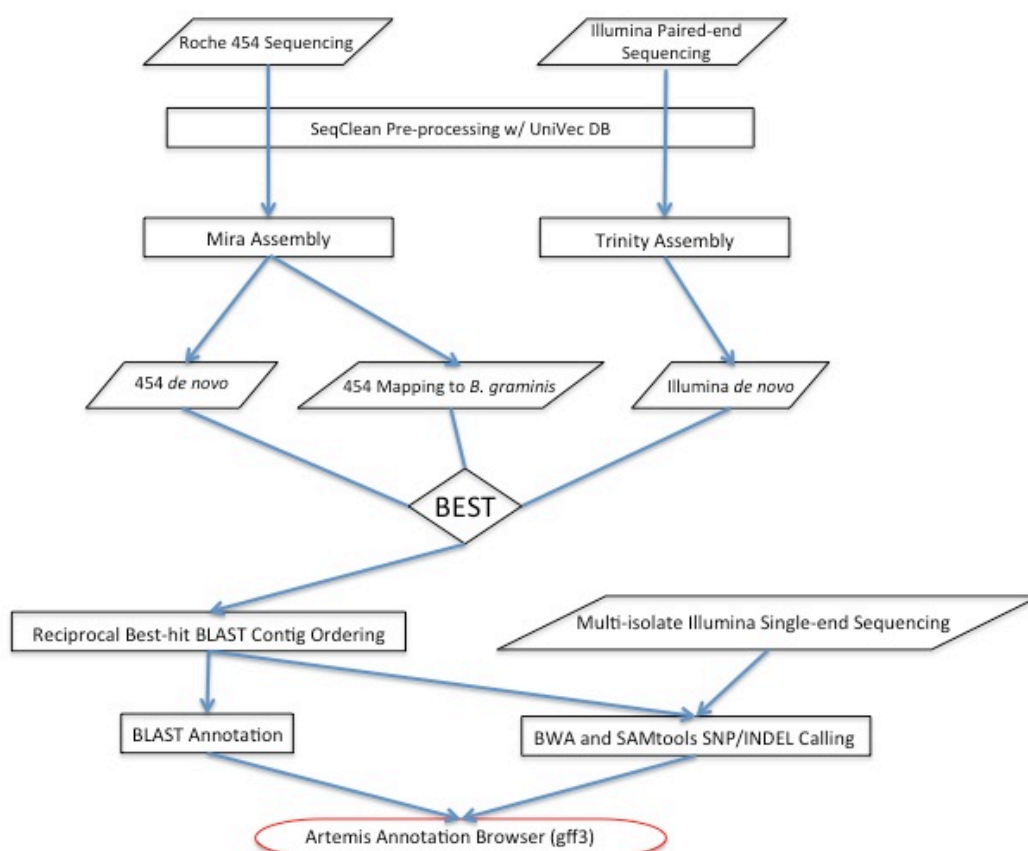 Roche 454 Sequencing
Illumina Paired-end
Sequencing
SeqClean Pre-processing w/ UniVec DB
Mira Assembly
Trinity Assembly
454 de novo
454 Mapping to B. graminis
Illumina de novo
BEST
Reciprocal Best-hit BLAST Contig Ordering
Multi-isolate Illumina Single-end Sequencing
BLAST Annotation
BWA and SAMtools SNP/INDEL Calling
Artemis Annotation Browser (gff3)